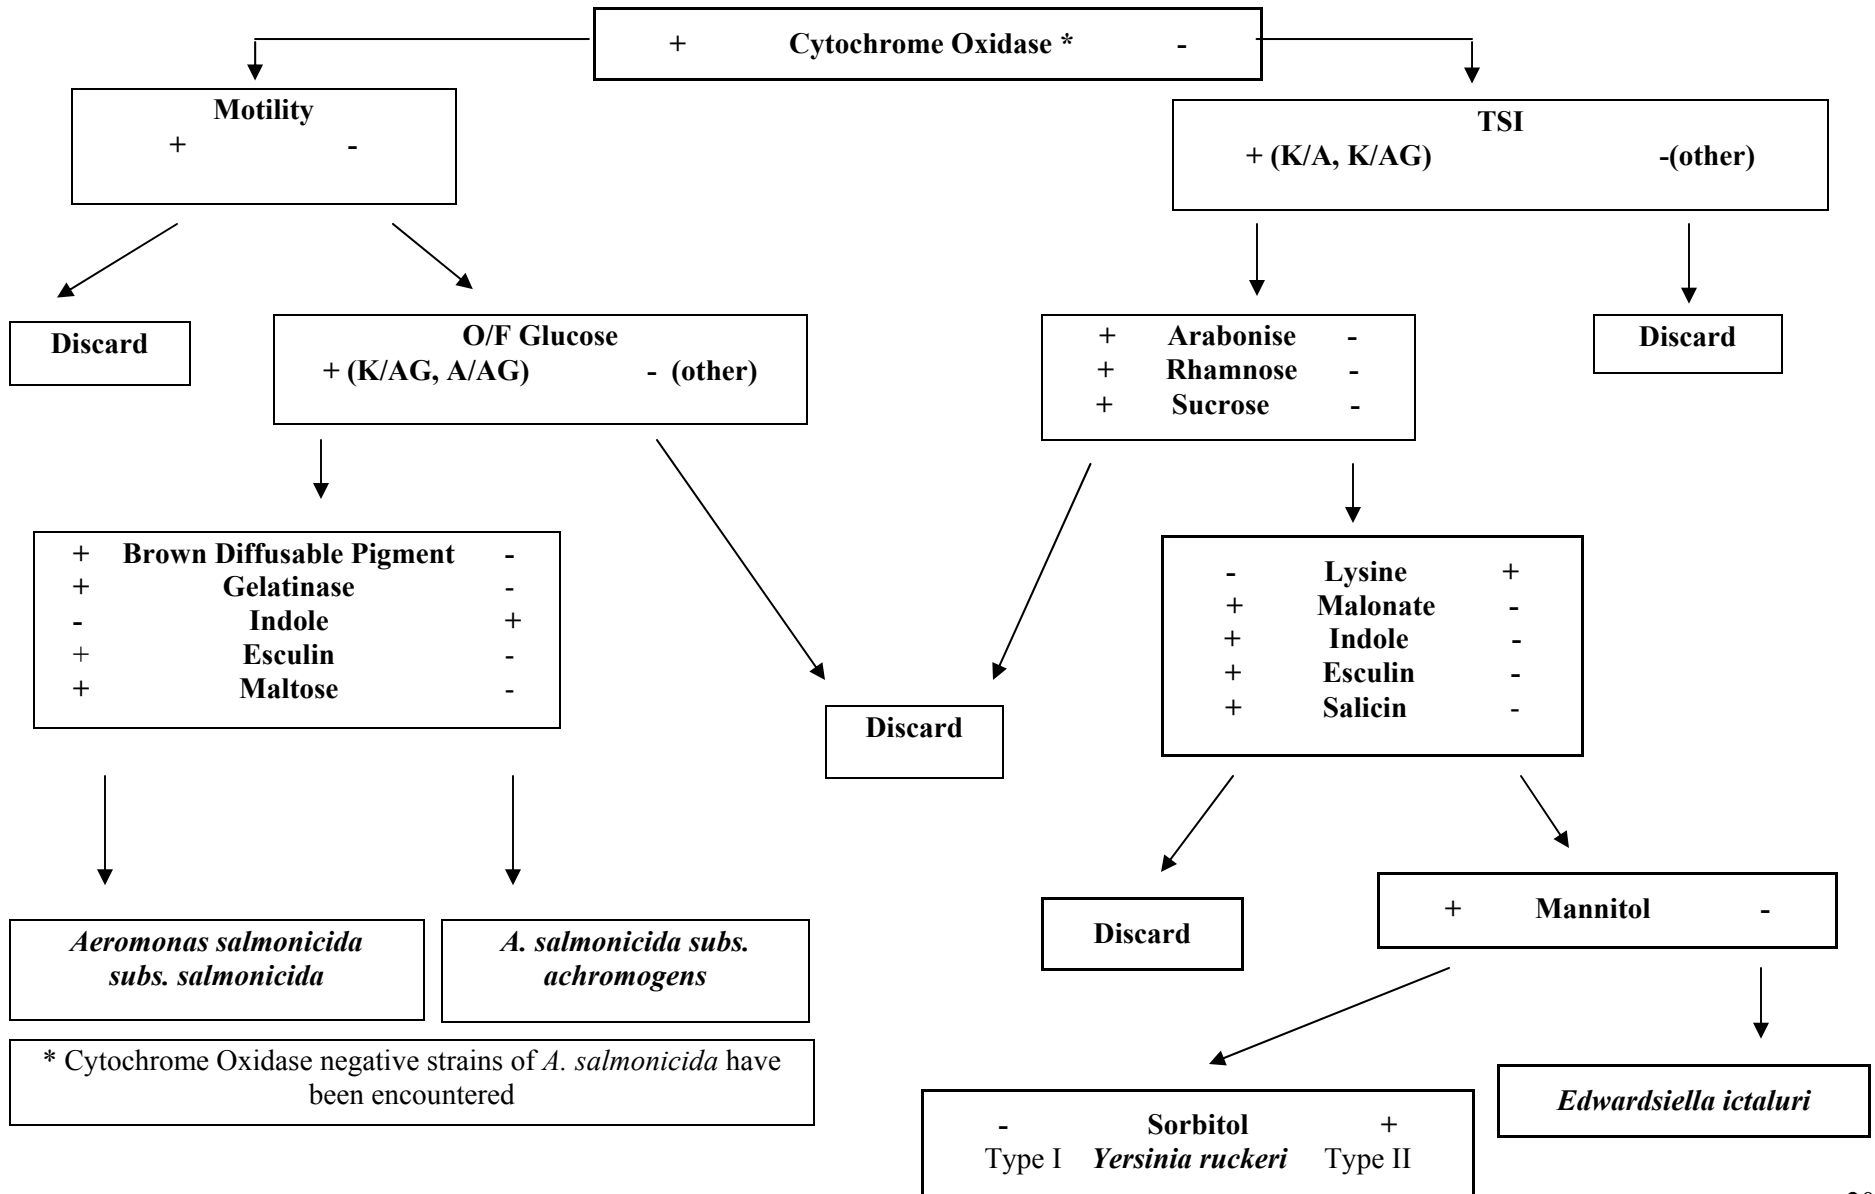 + Cytochrome Oxidase * -
Motility
+ -
TSI
+ (K/A, K/AG) -(other)
Discard
O/F Glucose
+ (K/AG, A/AG) - (other)
+ Arabonise -
+ Rhamnose -
+ Sucrose -
Discard
+ Brown Diffusable Pigment -
+ Gelatinase -
- Indole +
+ Esculin -
+ Maltose -
Discard
- Lysine +
+ Malonate -
+ Indole -
+ Esculin -
+ Salicin -
Aeromonas salmonicida
subs. salmonicida
A. salmonicida subs.
achromogens
Discard
+ Mannitol -
* Cytochrome Oxidase negative strains of A. salmonicida have
been encountered
- Sorbitol +
Type I Yersinia ruckeri Type II
Edwardsiella ictaluri